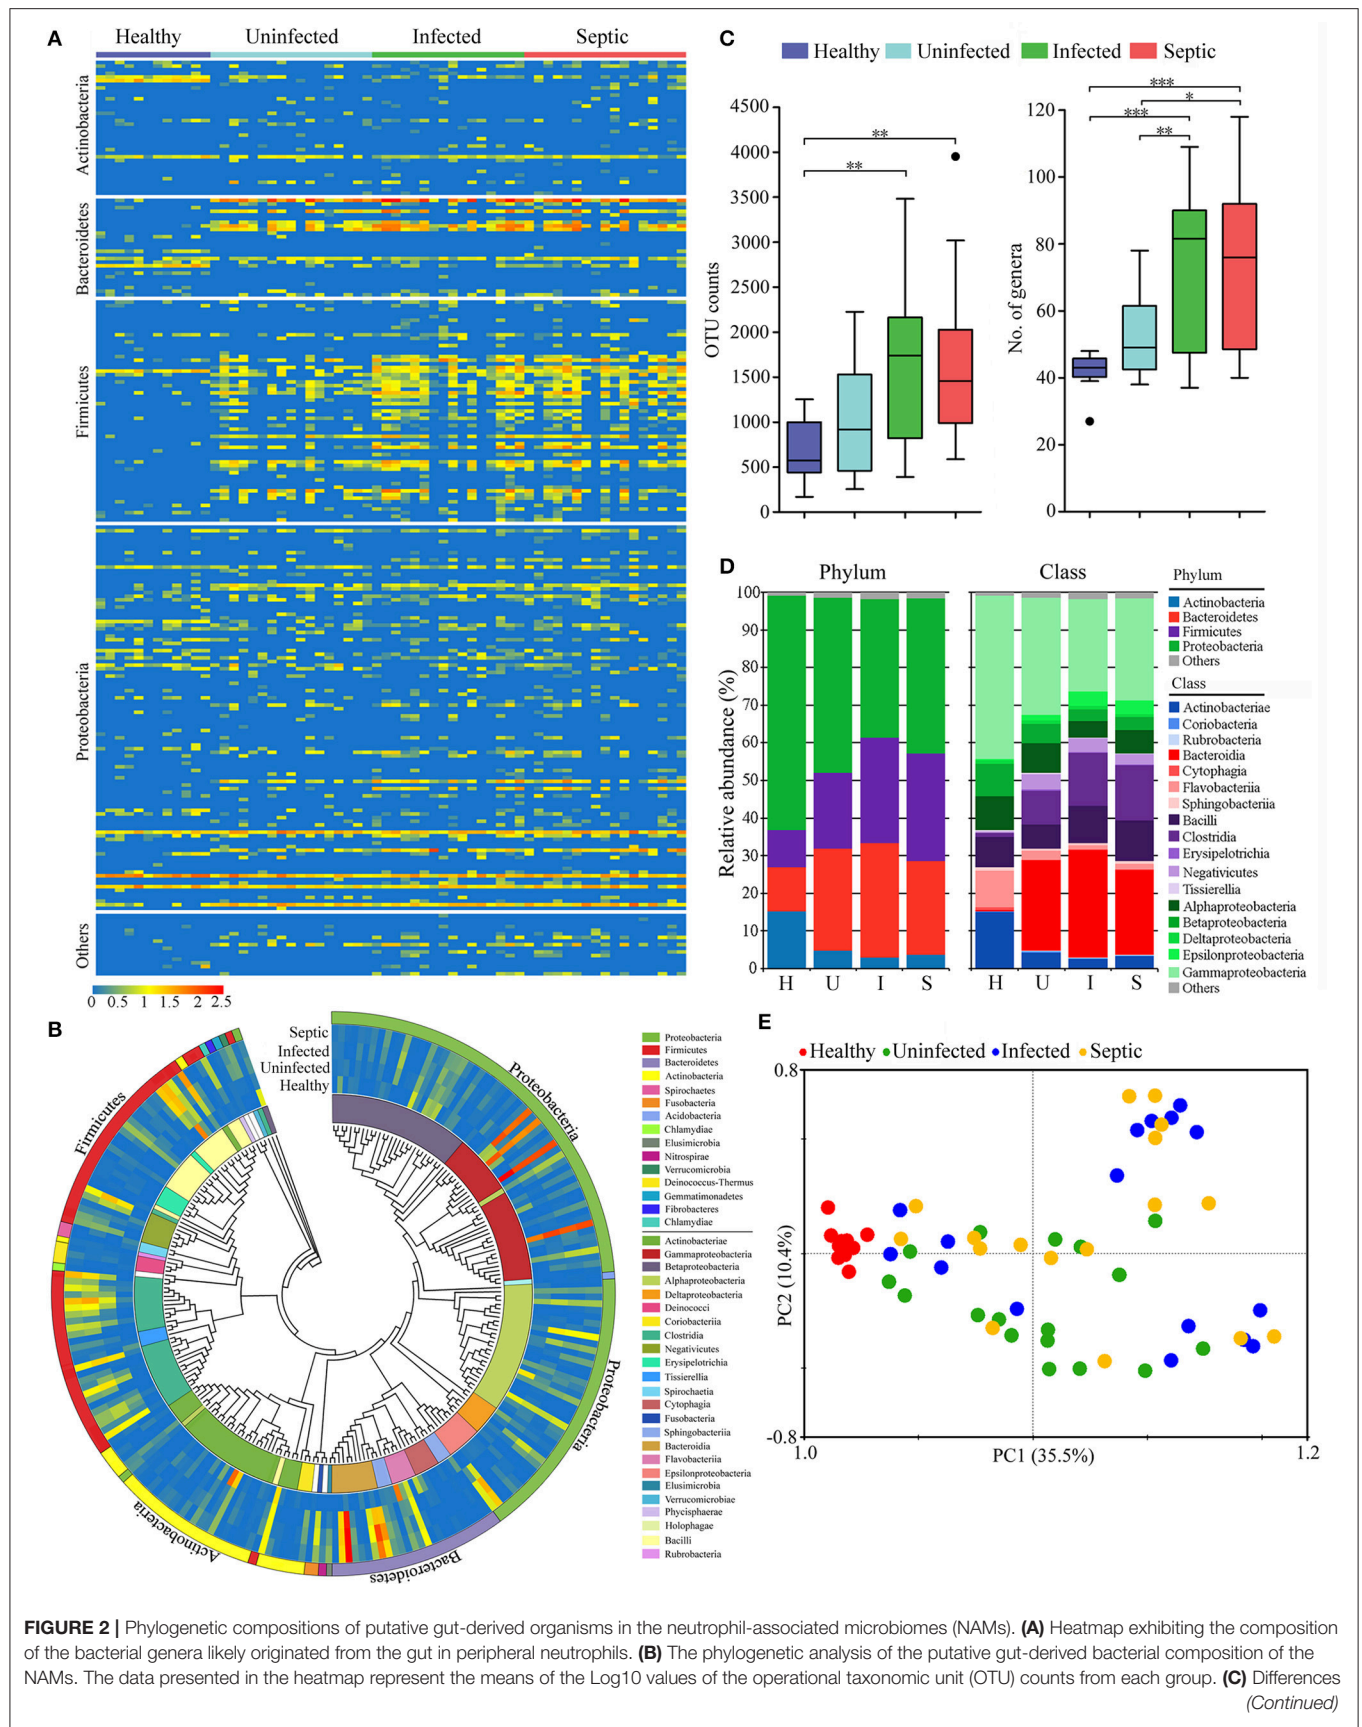 A
Healthy
Uninfected
Infected
Septic
Actinobacteria
Bacteroidetes
Firmicutes
Proteobacteria
Others
0 0.5 1 1.5 2 2.5
B
Septic
Infected
Uninfected
Healthy
Proteobacteria
Proteobacteria
Bacteroidetes
Actinobacteria
Firmicutes
Proteobacteria
Firmicutes
Bacteroidetes
Actinobacteria
Spirochaetes
Fusobacteria
Acidobacteria
Chlamydiae
Elusimicrobia
Nitrospirae
Verrucomicrobia
Deinococcus-Thermus
Gemmatimonadetes
Fibrobacteres
Chlamydiae
Actinobacteriae
Gammaproteobacteria
Betaproteobacteria
Alphaproteobacteria
Deltaproteobacteria
Deinococci
Coriobacteriia
Clostridia
Negativicutes
Erysipelotrichia
Tissierellia
Spirochaetia
Cytophagia
Fusobacteria
Sphingobacteriia
Bacteroidia
Flavobacteriia
Epsilonproteobacteria
Elusimicrobia
Verrucomicrobiae
Phycisphaerae
Holophagae
Bacilli
Rubrobacteria
C
Healthy
Uninfected
Infected
Septic
OTU counts
4500
4000
3500
3000
2500
2000
1500
1000
500
0
**
**
No. of genera
120
100
80
60
40
20
0
***
*
***
**
D
Phylum
Class
Relative abundance (%)
100
90
80
70
60
50
40
30
20
10
0
H U I S
H U I S
Phylum
Actinobacteria
Bacteroidetes
Firmicutes
Proteobacteria
Others
Class
Actinobacteriae
Coriobacteria
Rubrobacteria
Bacteroidia
Cytophagia
Flavobacteriia
Sphingobacteriia
Bacilli
Clostridia
Erysipelotrichia
Negativicutes
Tissierellia
Alphaproteobacteria
Betaproteobacteria
Deltaproteobacteria
Epsilonproteobacteria
Gammaproteobacteria
Others
E
Healthy Uninfected Infected Septic
0.8
PC2 (10.4%)
-0.8
1.0
PC1 (35.5%)
1.2
FIGURE 2 | Phylogenetic compositions of putative gut-derived organisms in the neutrophil-associated microbiomes (NAMs). (A) Heatmap exhibiting the composition
of the bacterial genera likely originated from the gut in peripheral neutrophils. (B) The phylogenetic analysis of the putative gut-derived bacterial composition of the
NAMs. The data presented in the heatmap represent the means of the Log10 values of the operational taxonomic unit (OTU) counts from each group. (C) Differences
(Continued)